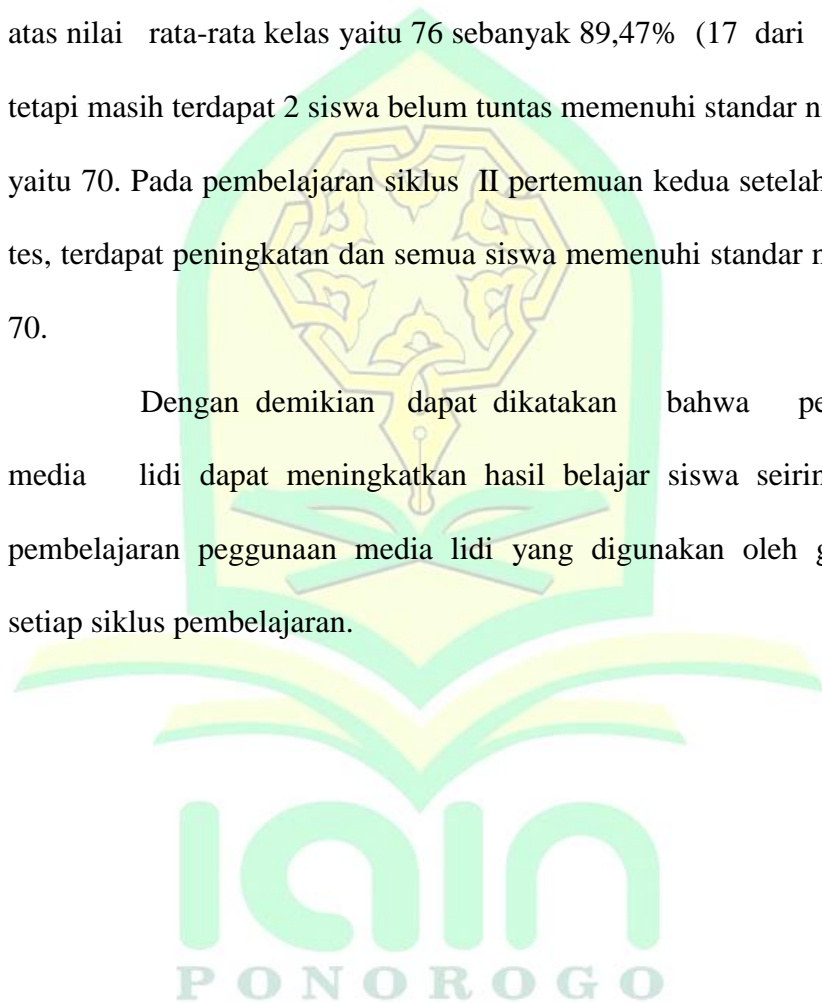 atas nilai rata-rata kelas yaitu 76 sebanyak 89,47% (17 dari
tetapi masih terdapat 2 siswa belum tuntas memenuhi standar
yaitu 70. Pada pembelajaran siklus II pertemuan kedua setelah
tes, terdapat peningkatan dan semua siswa memenuhi standar
70.
Dengan demikian dapat dikatakan bahwa
media lidi dapat meningkatkan hasil belajar siswa
pembelajaran peggunaan media lidi yang digunakan oleh
setiap siklus pembelajaran.
iain
PONOROGO